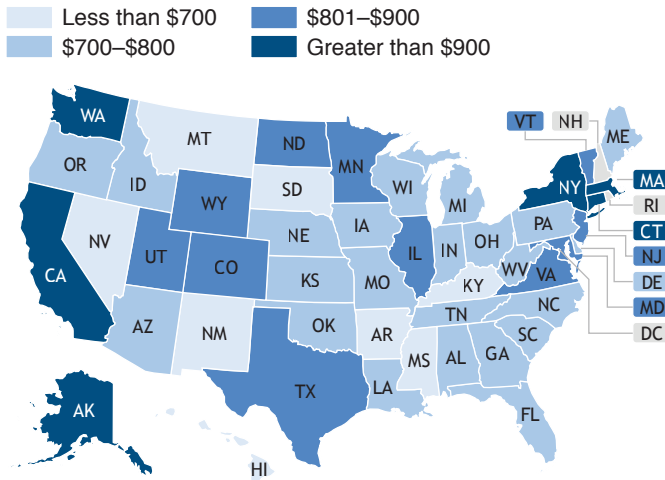 Less than $700
$801–$900
$700–$800
Greater than $900
WA
VT
NH
ME
MT
ND
MN
OR
ID
SD
WI
NY
MA
WY
MI
RI
IA
PA
CT
NV
NE
IL
IN
OH
NJ
UT
CO
CA
KS
MO
WV
VA
DE
KY
MD
AZ
NM
OK
TN
NC
DC
AR
SC
MS
AL
GA
TX
LA
AK
FL
HI